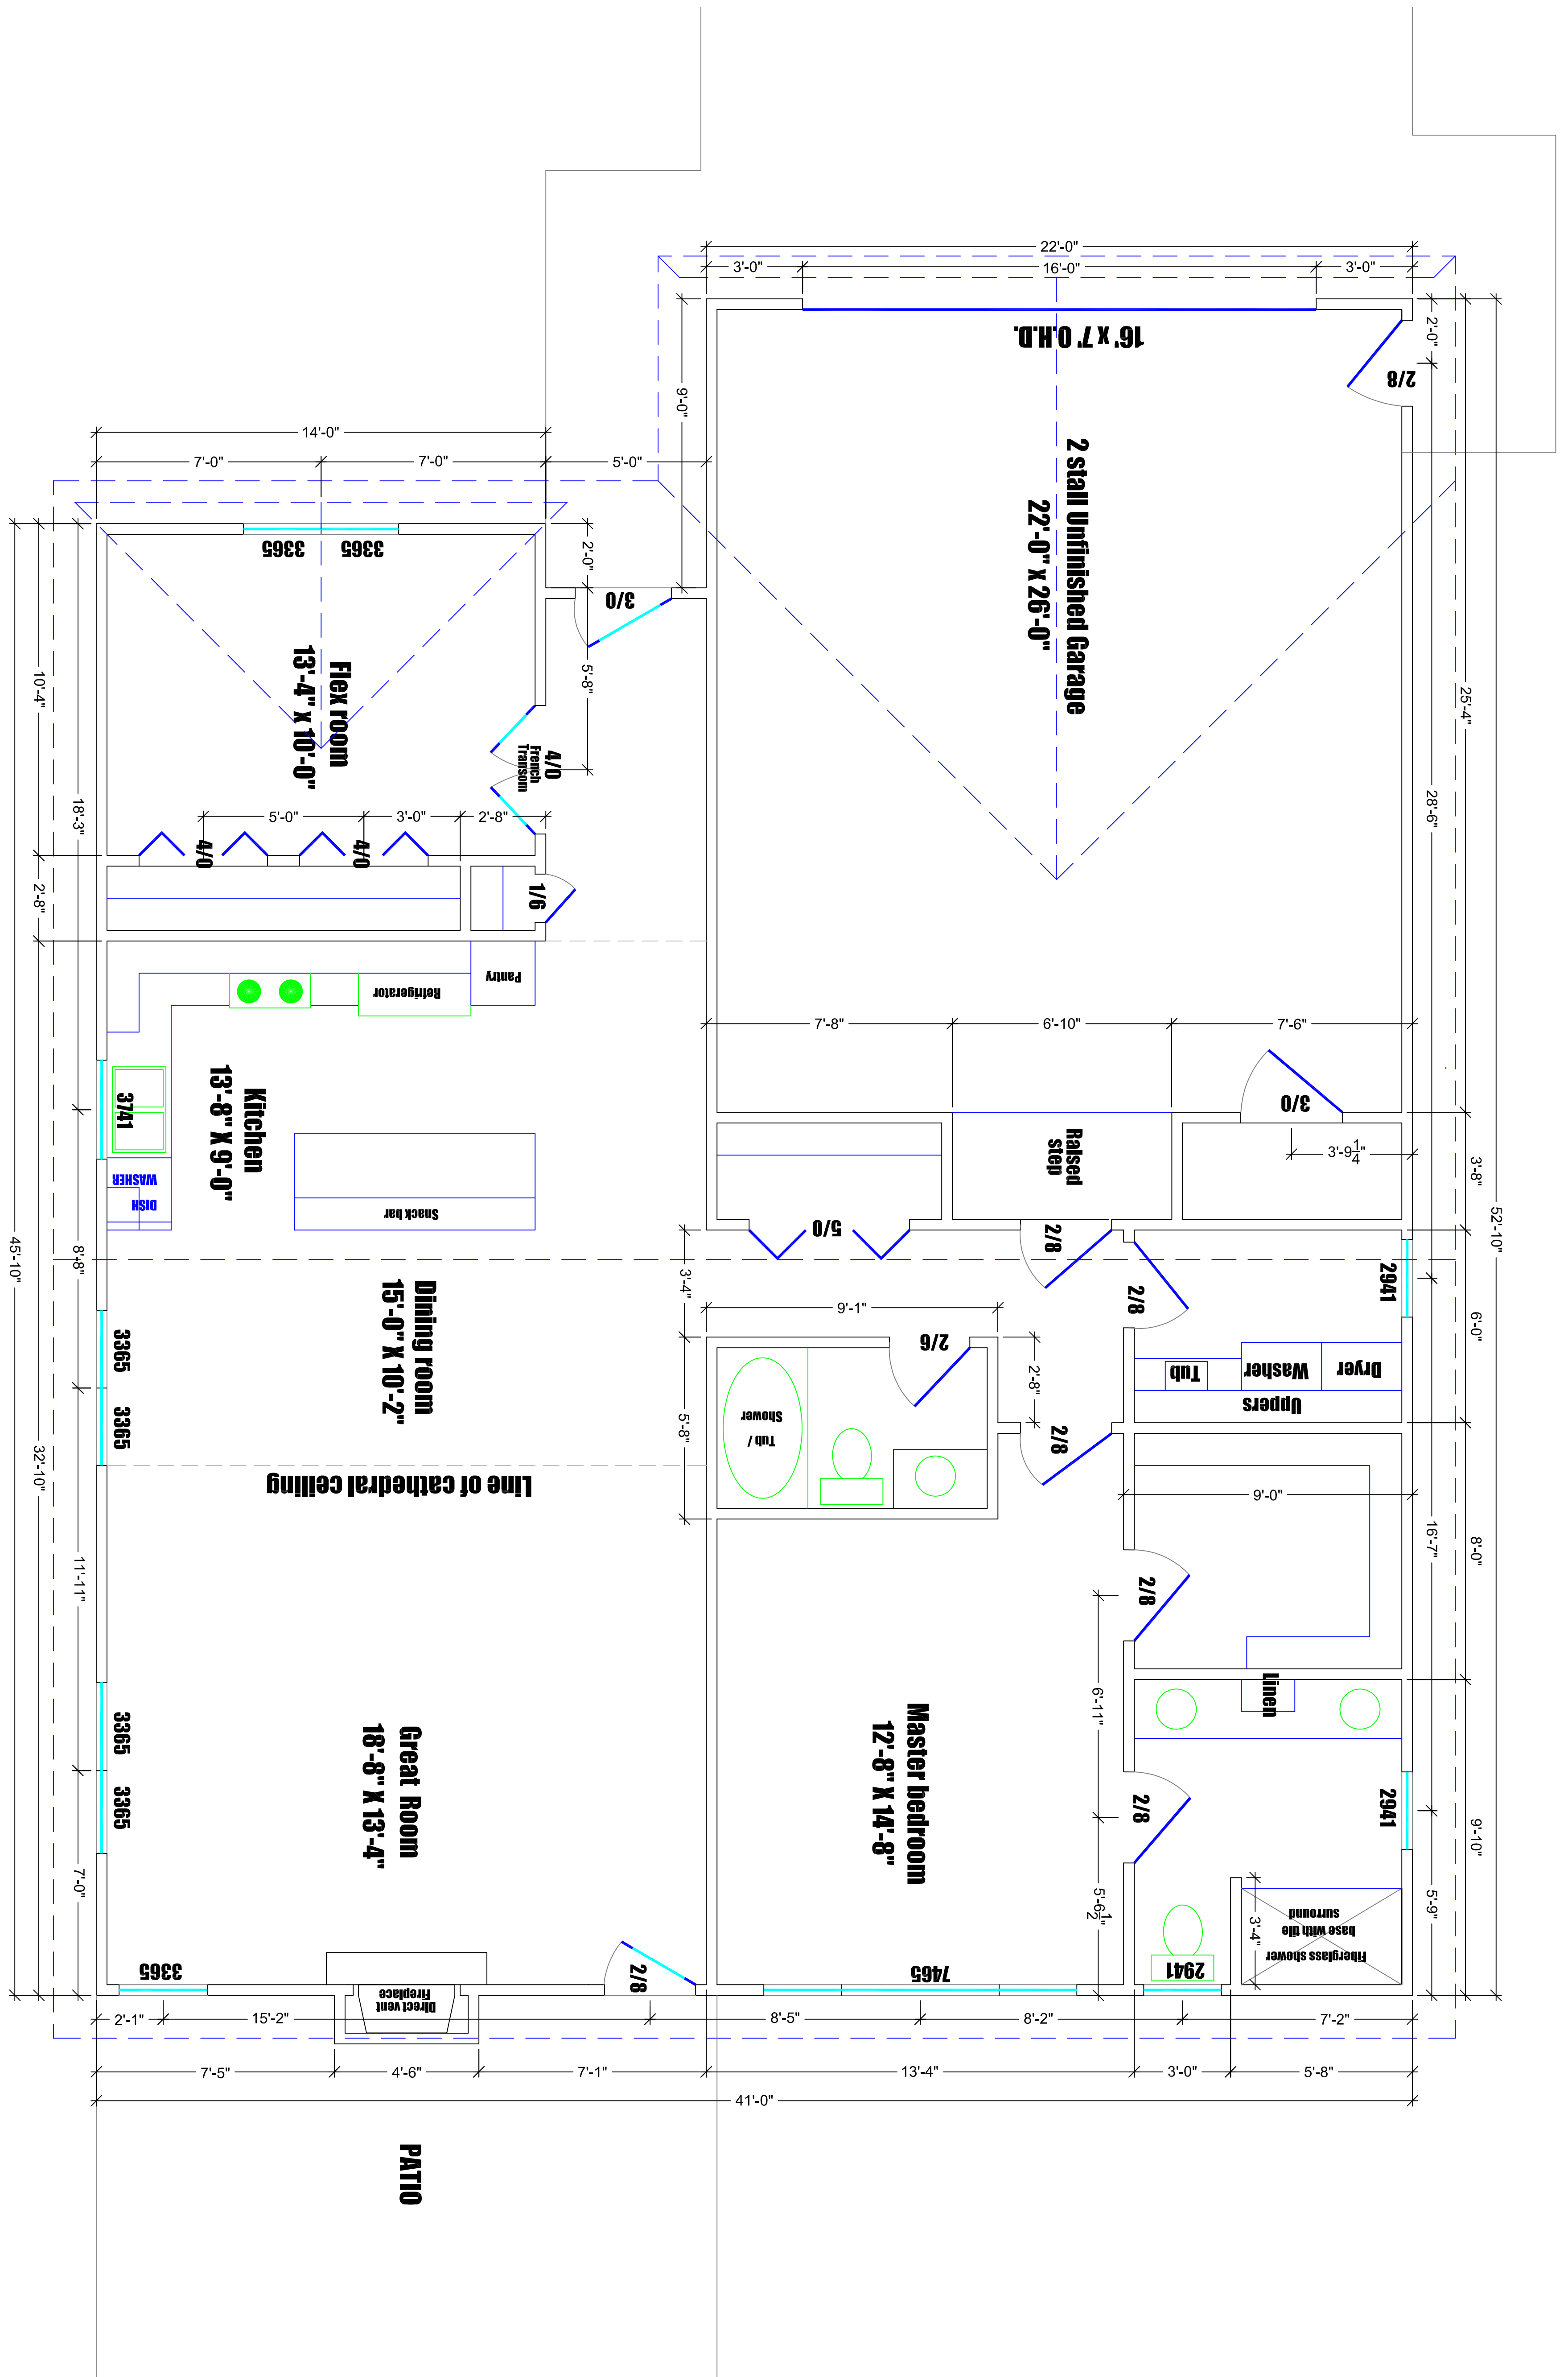 22'-0"
3'-0"
16'-0"
3'-0"
16' x 7' O.H.D.
2'-0"
2/8
9'-0"
14'-0"
7'-0"
7'-0"
5'-0"
2 stall Unfinished Garage
22'-0" x 26'-0"
3365
3365
2'-0"
3/0
5'-8"
Flex room
13'-4" x 10'-0"
4/0
French
Transom
10'-4"
18'-3"
25'-4"
28'-6"
5'-0"
3'-0"
2'-8"
4/0
4/0
2'-8"
1/6
Pantry
Refrigerator
7'-8"
6'-10"
7'-6"
Kitchen
13'-8" X 9'-0"
3741
DISH
WASHER
Snack bar
Raised
step
3/0
3'-9 1/4"
3'-8"
52'-10"
45'-10"
8'-8"
5/0
2/8
2/8
2941
3'-4"
9'-1"
6'-0"
Dining room
15'-0" X 10'-2"
3365
3365
2/6
2'-8"
Tub
Washer
Dryer
Uppers
Tub /
Shower
5'-8"
2/8
32'-10"
Line of cathedral ceiling
9'-0"
16'-7"
8'-0"
11'-11"
2/8
6'-11"
Linen
3365
3365
Great Room
18'-8" X 13'-4"
Master bedroom
12'-8" X 14'-8"
2/8
2941
9'-10"
7'-0"
5'-6 1/2"
3'-4"
5'-9"
Fiberglass shower
base with tile
surround
3365
Direct vent
Fireplace
2/8
7465
2941
2'-1"
15'-2"
8'-5"
8'-2"
7'-2"
7'-5"
4'-6"
7'-1"
13'-4"
3'-0"
5'-8"
41'-0"
PATIO